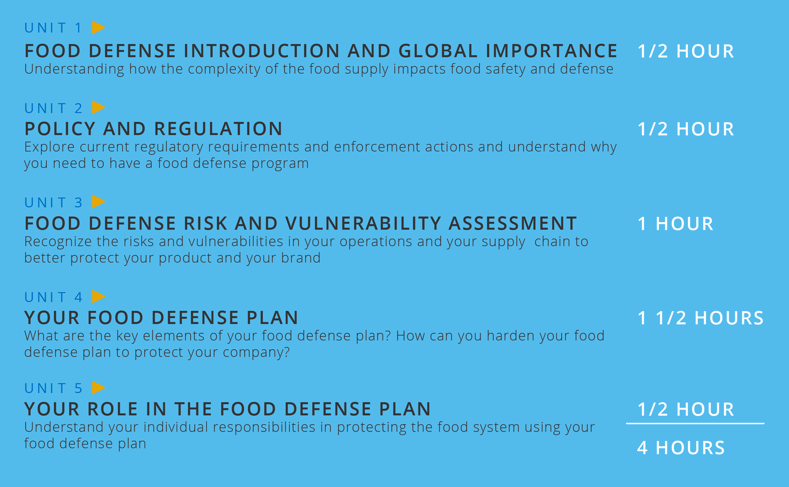 UNIT 1
FOOD DEFENSE INTRODUCTION AND GLOBAL IMPORTANCE 1/2 HOUR
Understanding how the complexity of the food supply impacts food safety and defense
UNIT 2
POLICY AND REGULATION 1/2 HOUR
Explore current regulatory requirements and enforcement actions and understand why
you need to have a food defense program
UNIT 3
FOOD DEFENSE RISK AND VULNERABILITY ASSESSMENT 1 HOUR
Recognize the risks and vulnerabilities in your operations and your supply chain to
better protect your product and your brand
UNIT 4
YOUR FOOD DEFENSE PLAN 1 1/2 HOURS
What are the key elements of your food defense plan? How can you harden your food
defense plan to protect your company?
UNIT 5
YOUR ROLE IN THE FOOD DEFENSE PLAN 1/2 HOUR
Understand your individual responsibilities in protecting the food system using your
food defense plan
4 HOURS